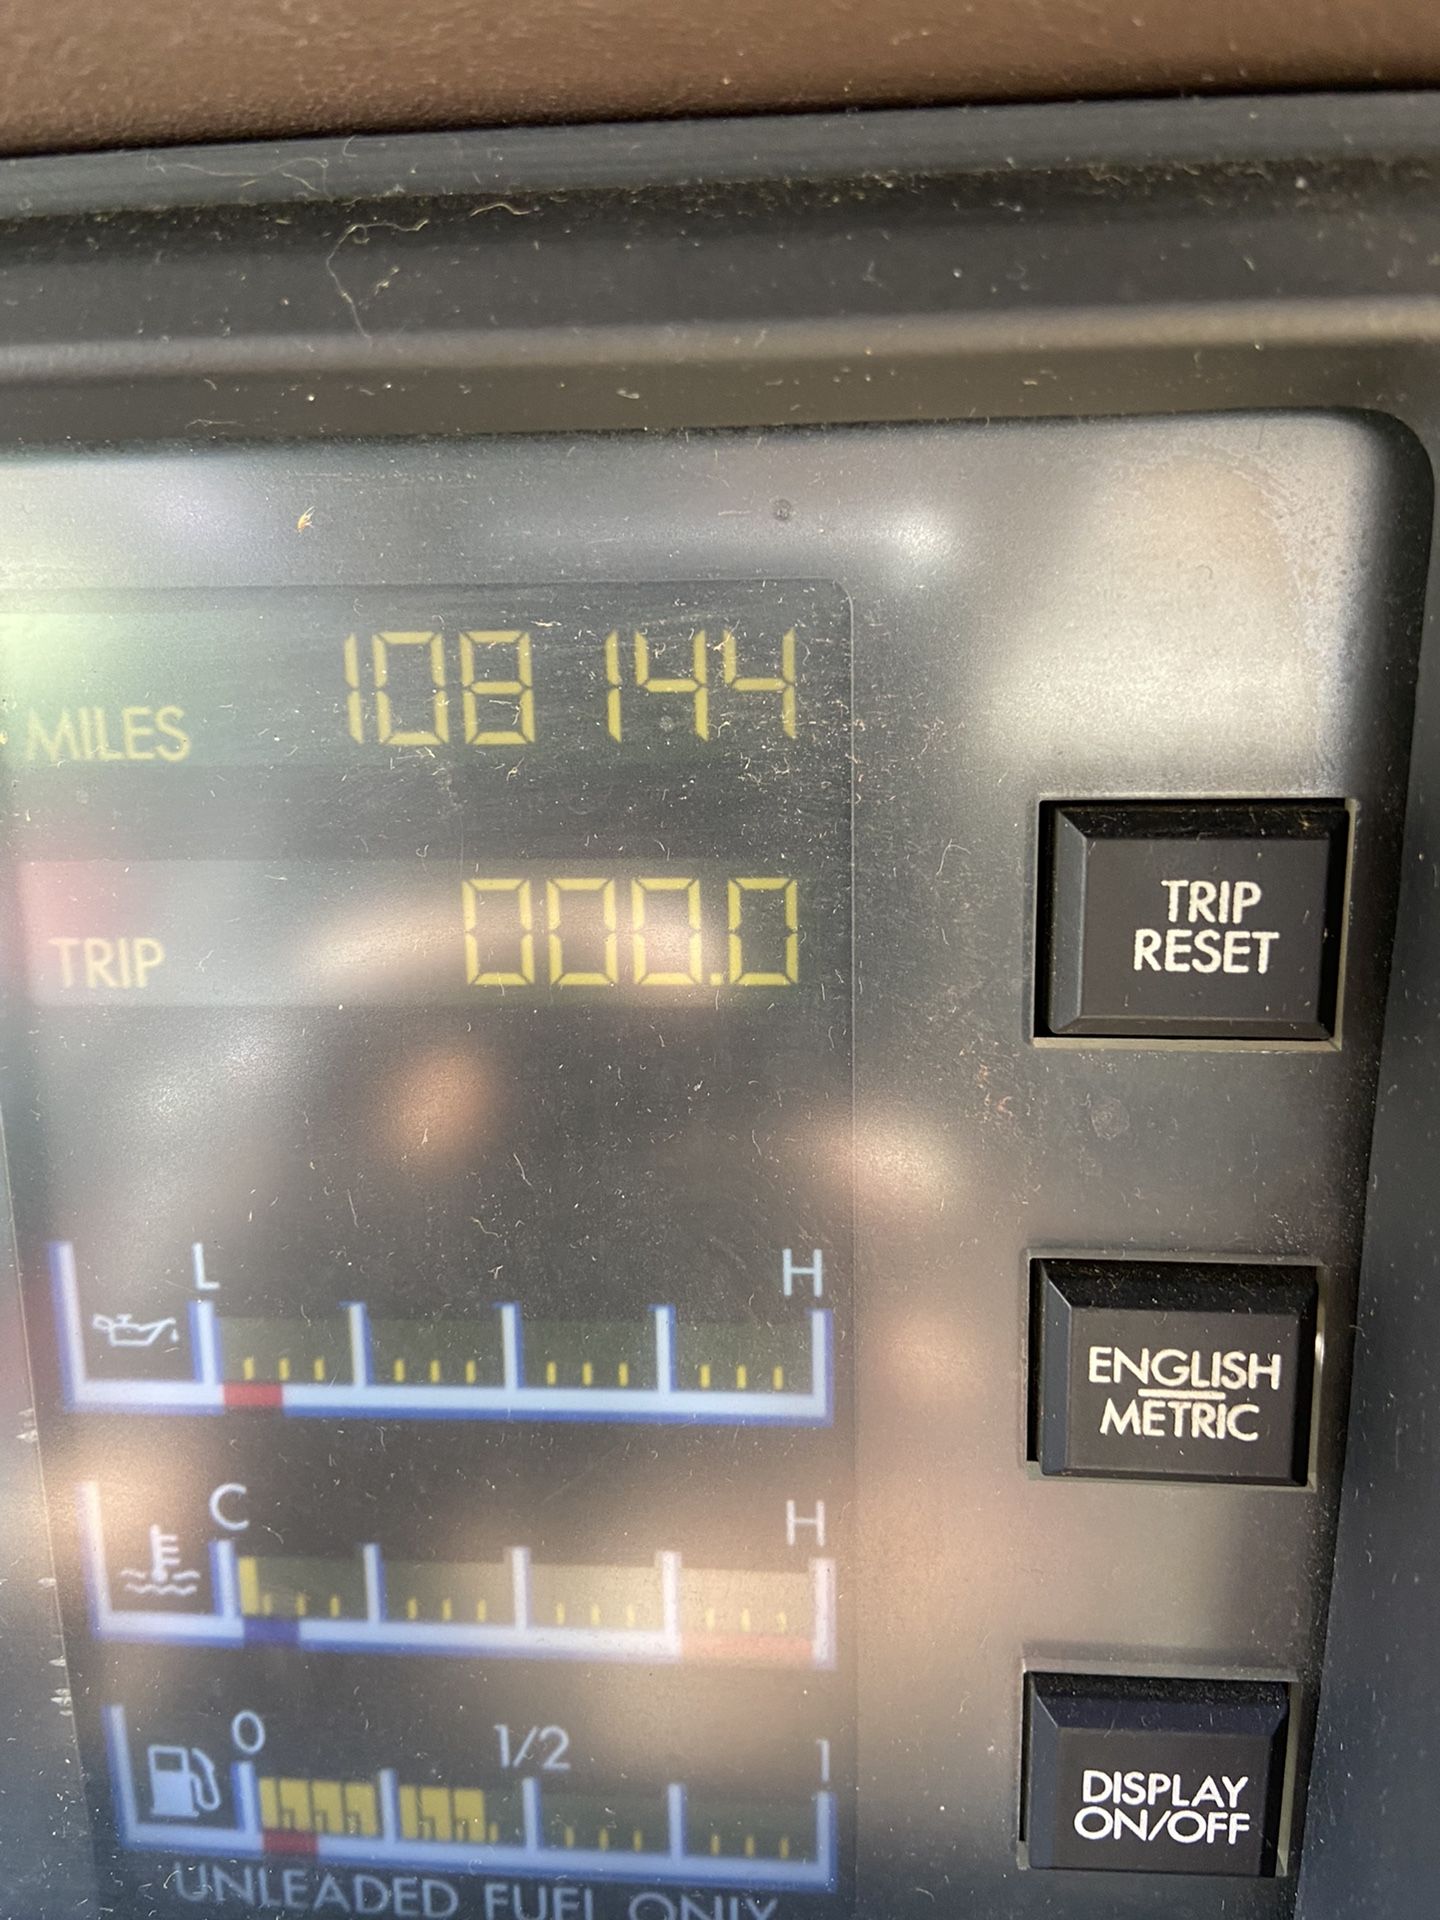 MILES 108144
TRIP 000.0
TRIP
RESET
L H
ENGLISH
METRIC
C H
0 1/2 1
DISPLAY
ON/OFF
UNLEADED FUEL ONLY